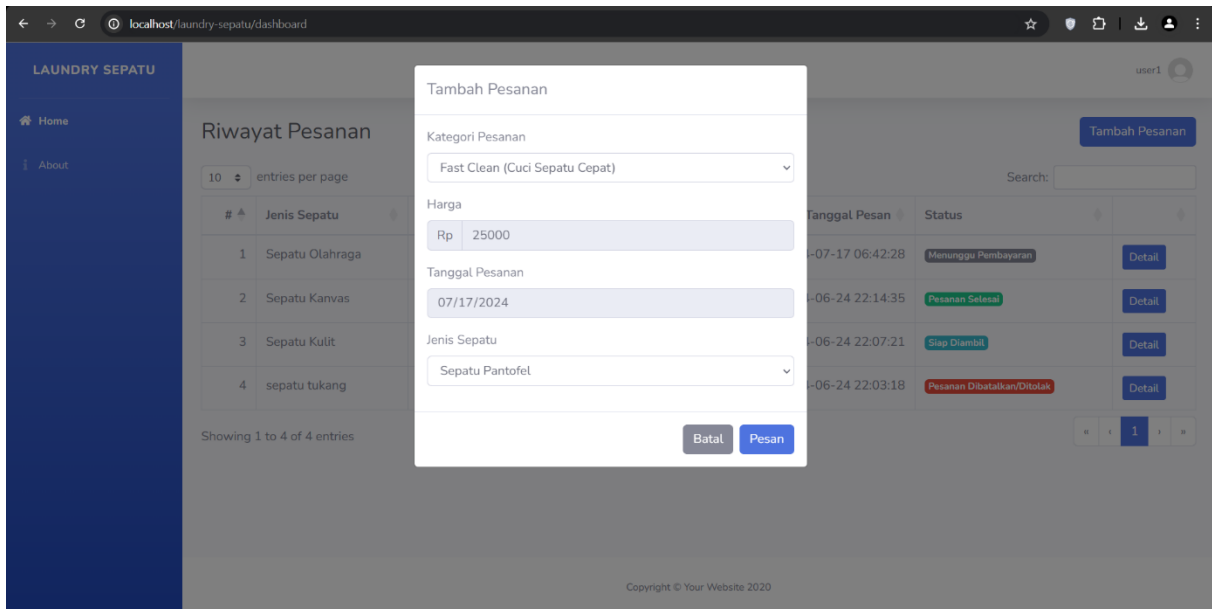 localhost/laundry-sepatu/dashboard
LAUNDRY SEPATU
user1
Home
About
Riwayat Pesanan
Tambah Pesanan
10 entries per page
Search:
# Jenis Sepatu Tanggal Pesan Status
1 Sepatu Olahraga -07-17 06:42:28 Menunggu Pembayaran Detail
2 Sepatu Kanvas -06-24 22:14:35 Pesanan Selesai Detail
3 Sepatu Kulit -06-24 22:07:21 Siap Diambil Detail
4 sepatu tukang -06-24 22:03:18 Pesanan Dibatalkan/Ditolak Detail
Showing 1 to 4 of 4 entries
« ‹ 1 › »
Tambah Pesanan
Kategori Pesanan
Fast Clean (Cuci Sepatu Cepat)
Harga
Rp 25000
Tanggal Pesanan
07/17/2024
Jenis Sepatu
Sepatu Pantofel
Batal Pesan
Copyright © Your Website 2020